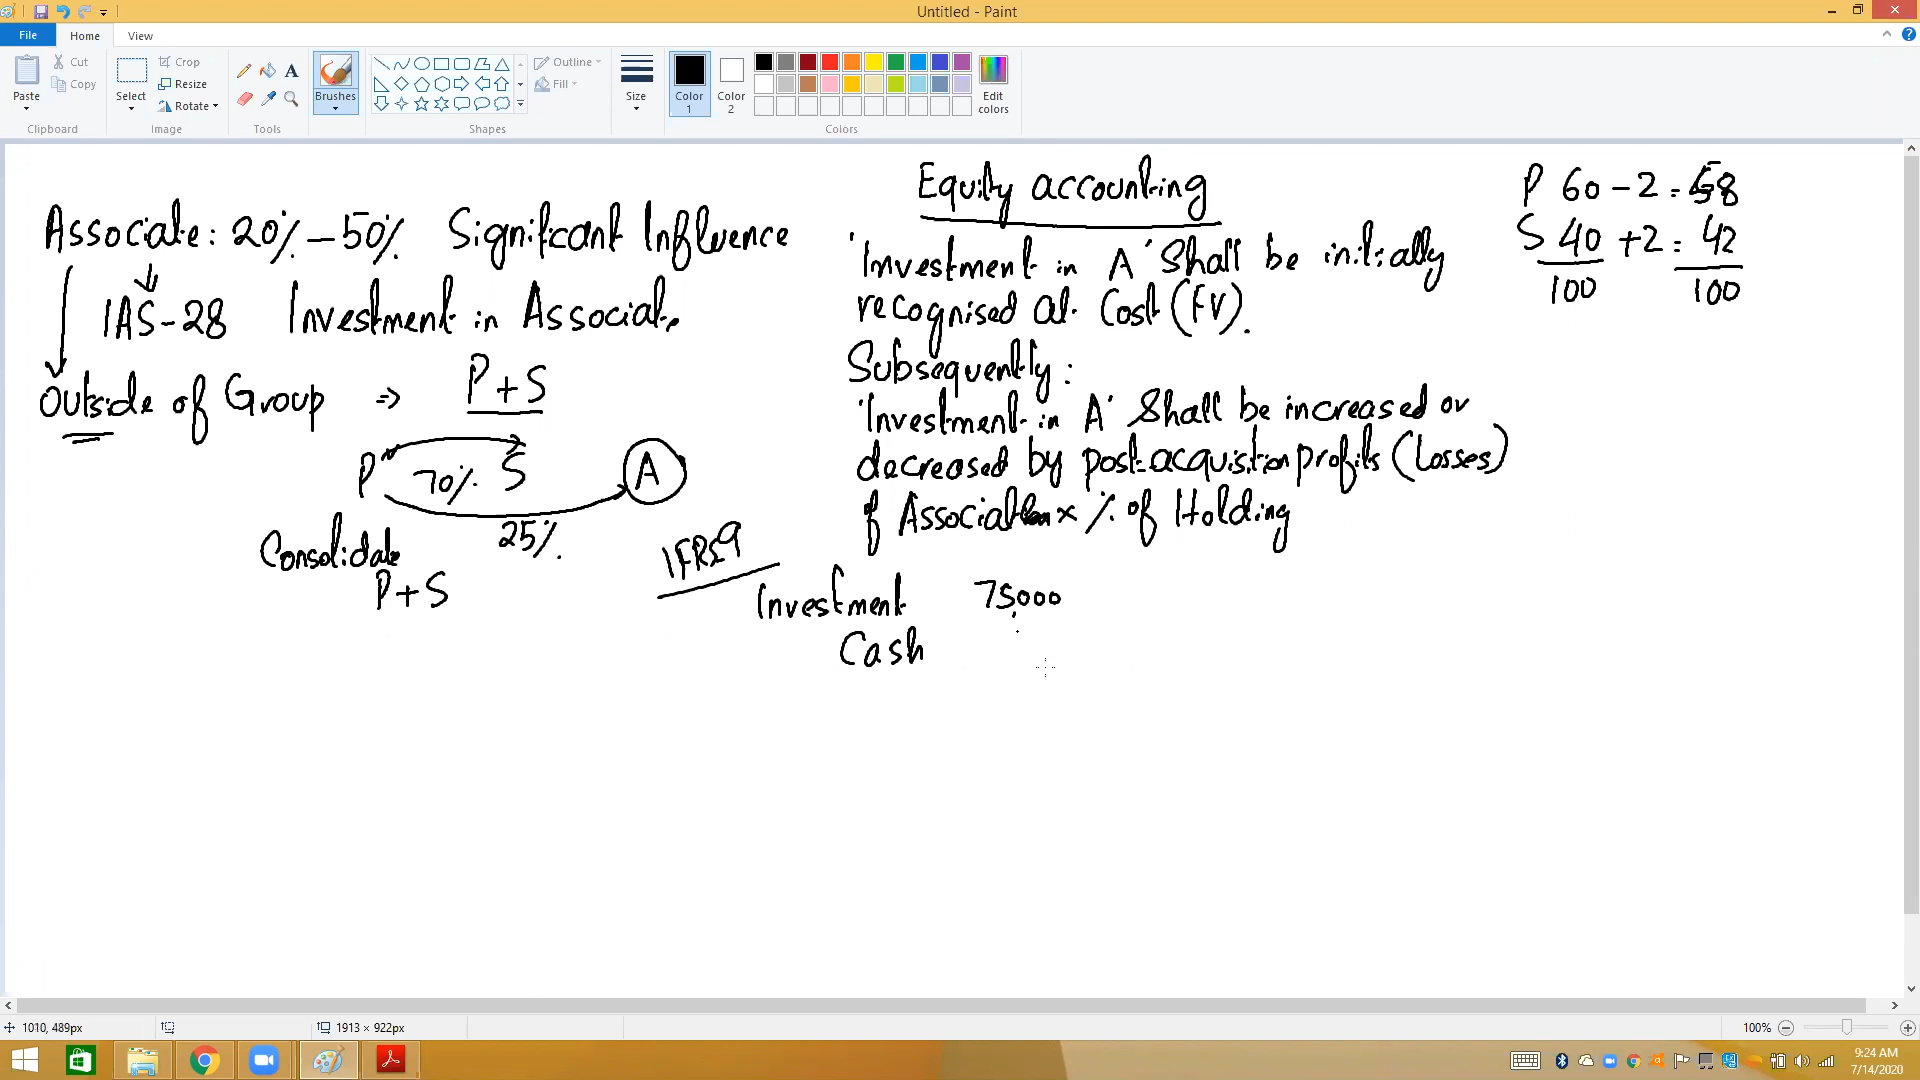 Untitled - Paint
File Home View
Paste
Cut
Copy
Clipboard
Select
Crop
Resize
Rotate
Image
Tools
Brushes
Shapes
Outline
Fill
Size
Color 1
Color 2
Edit colors
Colors
Associate: 20% - 50% Significant Influence
IAS-28 Investment in Associate
Outside of Group => P+S
P 70% S A
25%
Consolidate
P+S
Equity accounting
'Investment in A' Shall be initially
recognised at Cost (FV).
Subsequently:
'Investment in A' Shall be increased or
decreased by post-acquisition profits (losses)
of Associate x % of Holding
IFRS9
Investment 75,000
Cash
P 60 - 2 = 58
S 40 + 2 = 42
100 100
1010, 489px
1913 × 922px
100%
9:24 AM
7/14/2020